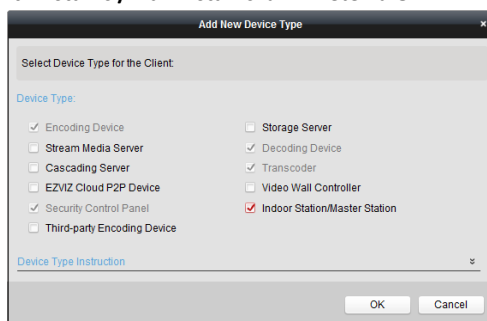 Add New Device Type
Select Device Type for the Client:
Device Type:
Encoding Device
Storage Server
Stream Media Server
Decoding Device
Cascading Server
Transcoder
EZVIZ Cloud P2P Device
Video Wall Controller
Security Control Panel
Indoor Station/Master Station
Third-party Encoding Device
Device Type Instruction
OK
Cancel